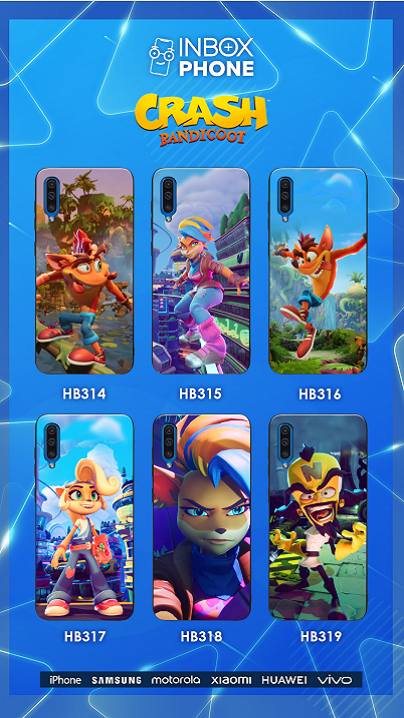 INBOX
PHONE
CRASH
BANDICOOT
HB314 HB315 HB316
HB317 HB318 HB319
iPhone SAMSUNG motorola xiaomi HUAWEI vivo